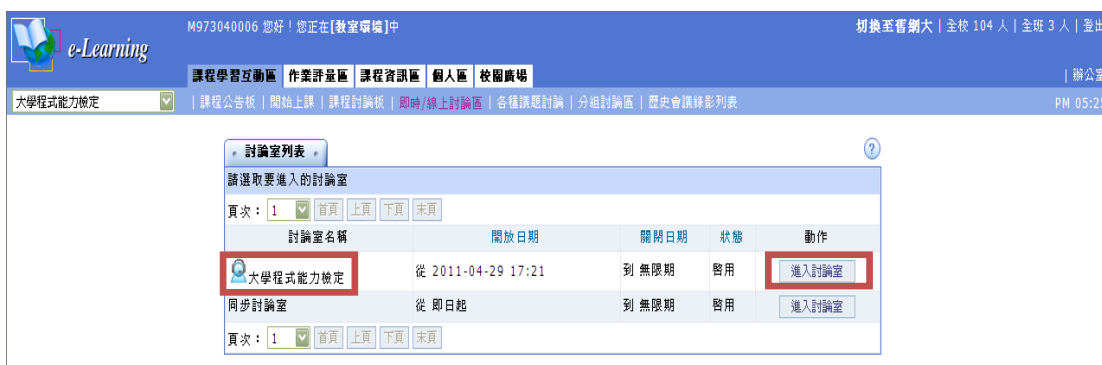 e-Learning
M973040006 您好！您正在[教室環境]中
切換至舊網大 | 全校 104 人 | 全班 3 人 | 登出
課程學習互動區 作業評量區 課程資訊區 個人區 校園廣場
| 辦公室
大學程式能力檢定
| 課程公告板 | 開始上課 | 課程討論板 | 即時/線上討論區 | 各種議題討論 | 分組討論區 | 歷史會議錄影列表
PM 05:2
討論室列表
?
請選取要進入的討論室
頁次： 1 首頁 上頁 下頁 末頁
討論室名稱 開放日期 關閉日期 狀態 動作
大學程式能力檢定 從 2011-04-29 17:21 到 無限期 啓用 進入討論室
同步討論室 從 即日起 到 無限期 啓用 進入討論室
頁次： 1 首頁 上頁 下頁 末頁